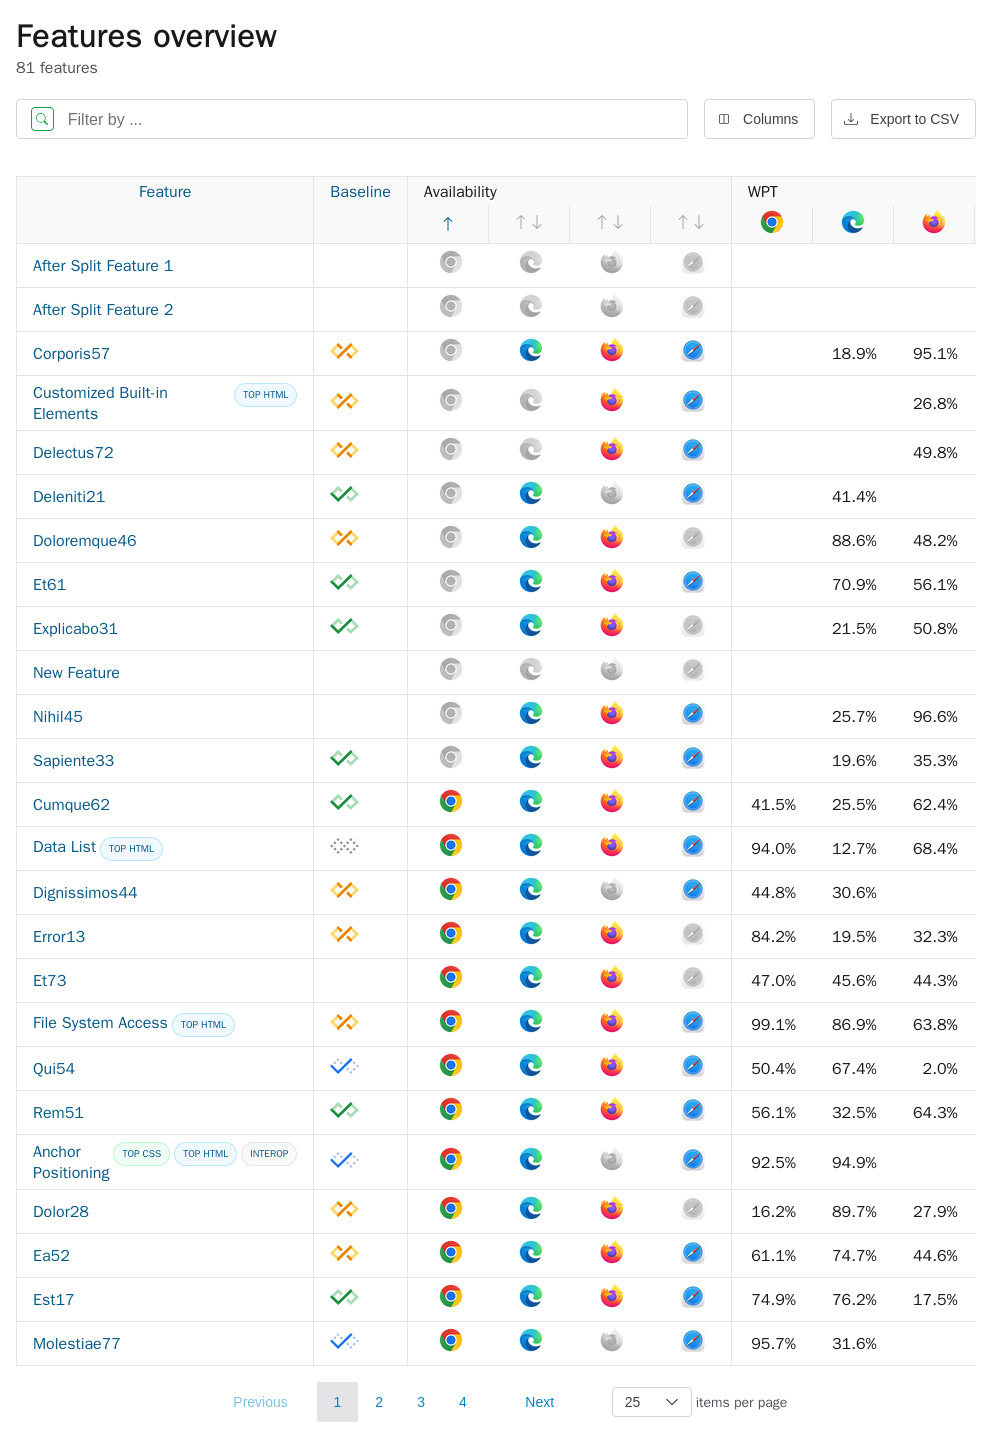 Features overview
81 features
Filter by ...
Columns
Export to CSV
Feature Baseline Availability WPT
After Split Feature 1
After Split Feature 2
Corporis57 18.9% 95.1%
Customized Built-in TOP HTML
Elements 26.8%
Delectus72 49.8%
Deleniti21 41.4%
Doloremque46 88.6% 48.2%
Et61 70.9% 56.1%
Explicabo31 21.5% 50.8%
New Feature
Nihil45 25.7% 96.6%
Sapiente33 19.6% 35.3%
Cumque62 41.5% 25.5% 62.4%
Data List TOP HTML 94.0% 12.7% 68.4%
Dignissimos44 44.8% 30.6%
Error13 84.2% 19.5% 32.3%
Et73 47.0% 45.6% 44.3%
File System Access TOP HTML 99.1% 86.9% 63.8%
Qui54 50.4% 67.4% 2.0%
Rem51 56.1% 32.5% 64.3%
Anchor TOP CSS TOP HTML INTEROP
Positioning 92.5% 94.9%
Dolor28 16.2% 89.7% 27.9%
Ea52 61.1% 74.7% 44.6%
Est17 74.9% 76.2% 17.5%
Molestiae77 95.7% 31.6%
Previous 1 2 3 4 Next 25 items per page